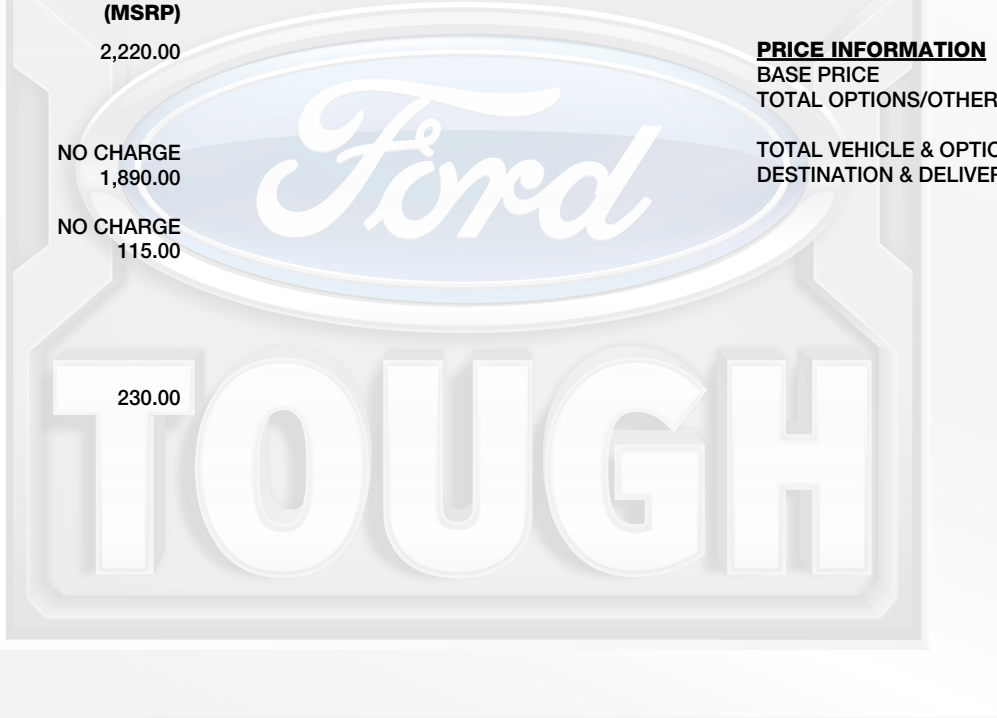 (MSRP)
2,220.00
NO CHARGE
1,890.00
NO CHARGE
115.00
230.00
PRICE INFORMATION
BASE PRICE
TOTAL OPTIONS/OTHER
TOTAL VEHICLE & OPTIO
DESTINATION & DELIVER
Ford
TOUGH